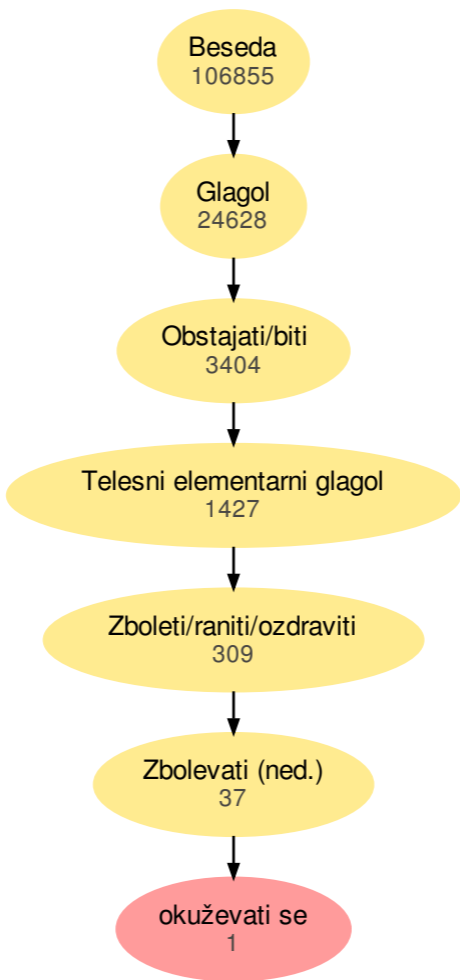 Beseda
106855
Glagol
24628
Obstajati/biti
3404
Telesni elementarni glagol
1427
Zboleti/raniti/ozdraviti
309
Zbolevati (ned.)
37
okuževati se
1